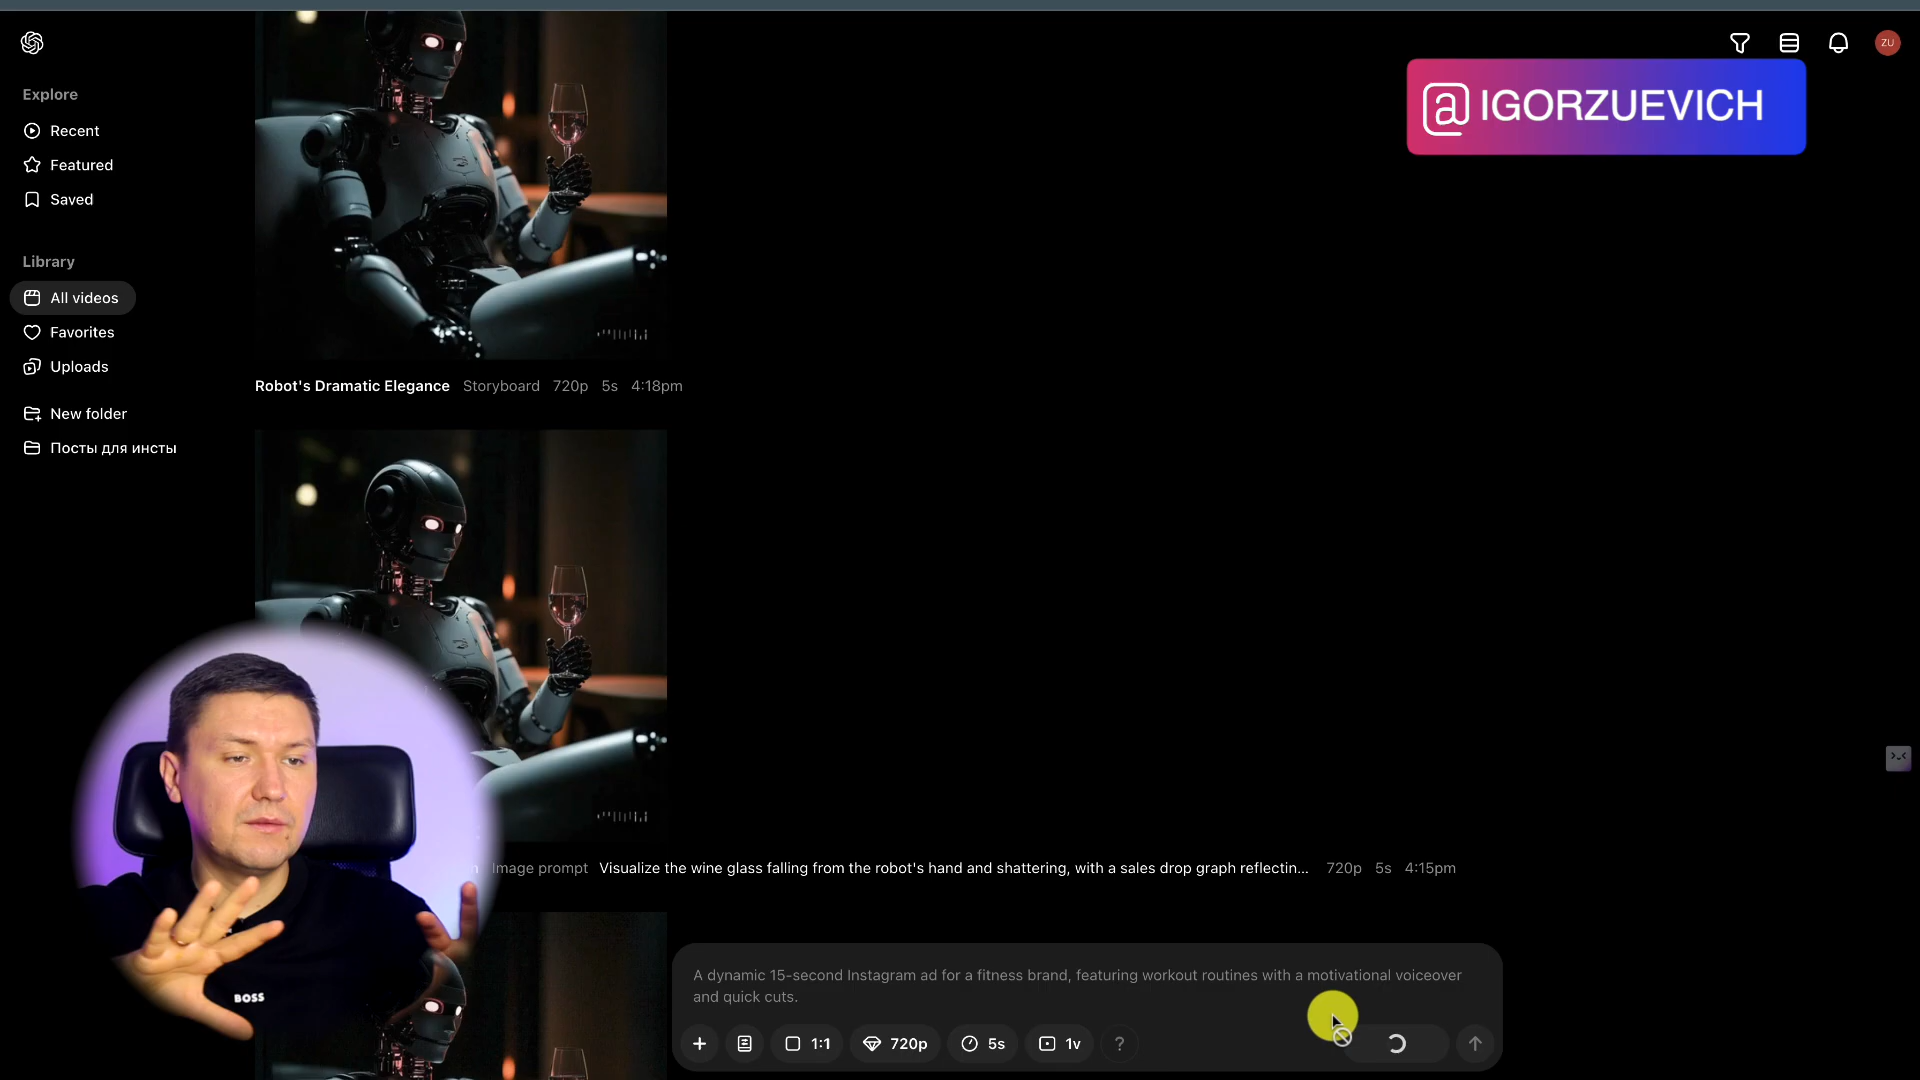 ZU
@IGORZUEVICH
Explore
Recent
Featured
Saved
Library
All videos
Favorites
Uploads
New folder
Посты для инсты
Robot's Dramatic Elegance Storyboard 720p 5s 4:18pm
Image prompt Visualize the wine glass falling from the robot's hand and shattering, with a sales drop graph reflectin... 720p 5s 4:15pm
BOSS
A dynamic 15-second Instagram ad for a fitness brand, featuring workout routines with a motivational voiceover
and quick cuts.
+ 1:1 720p 5s 1v ?